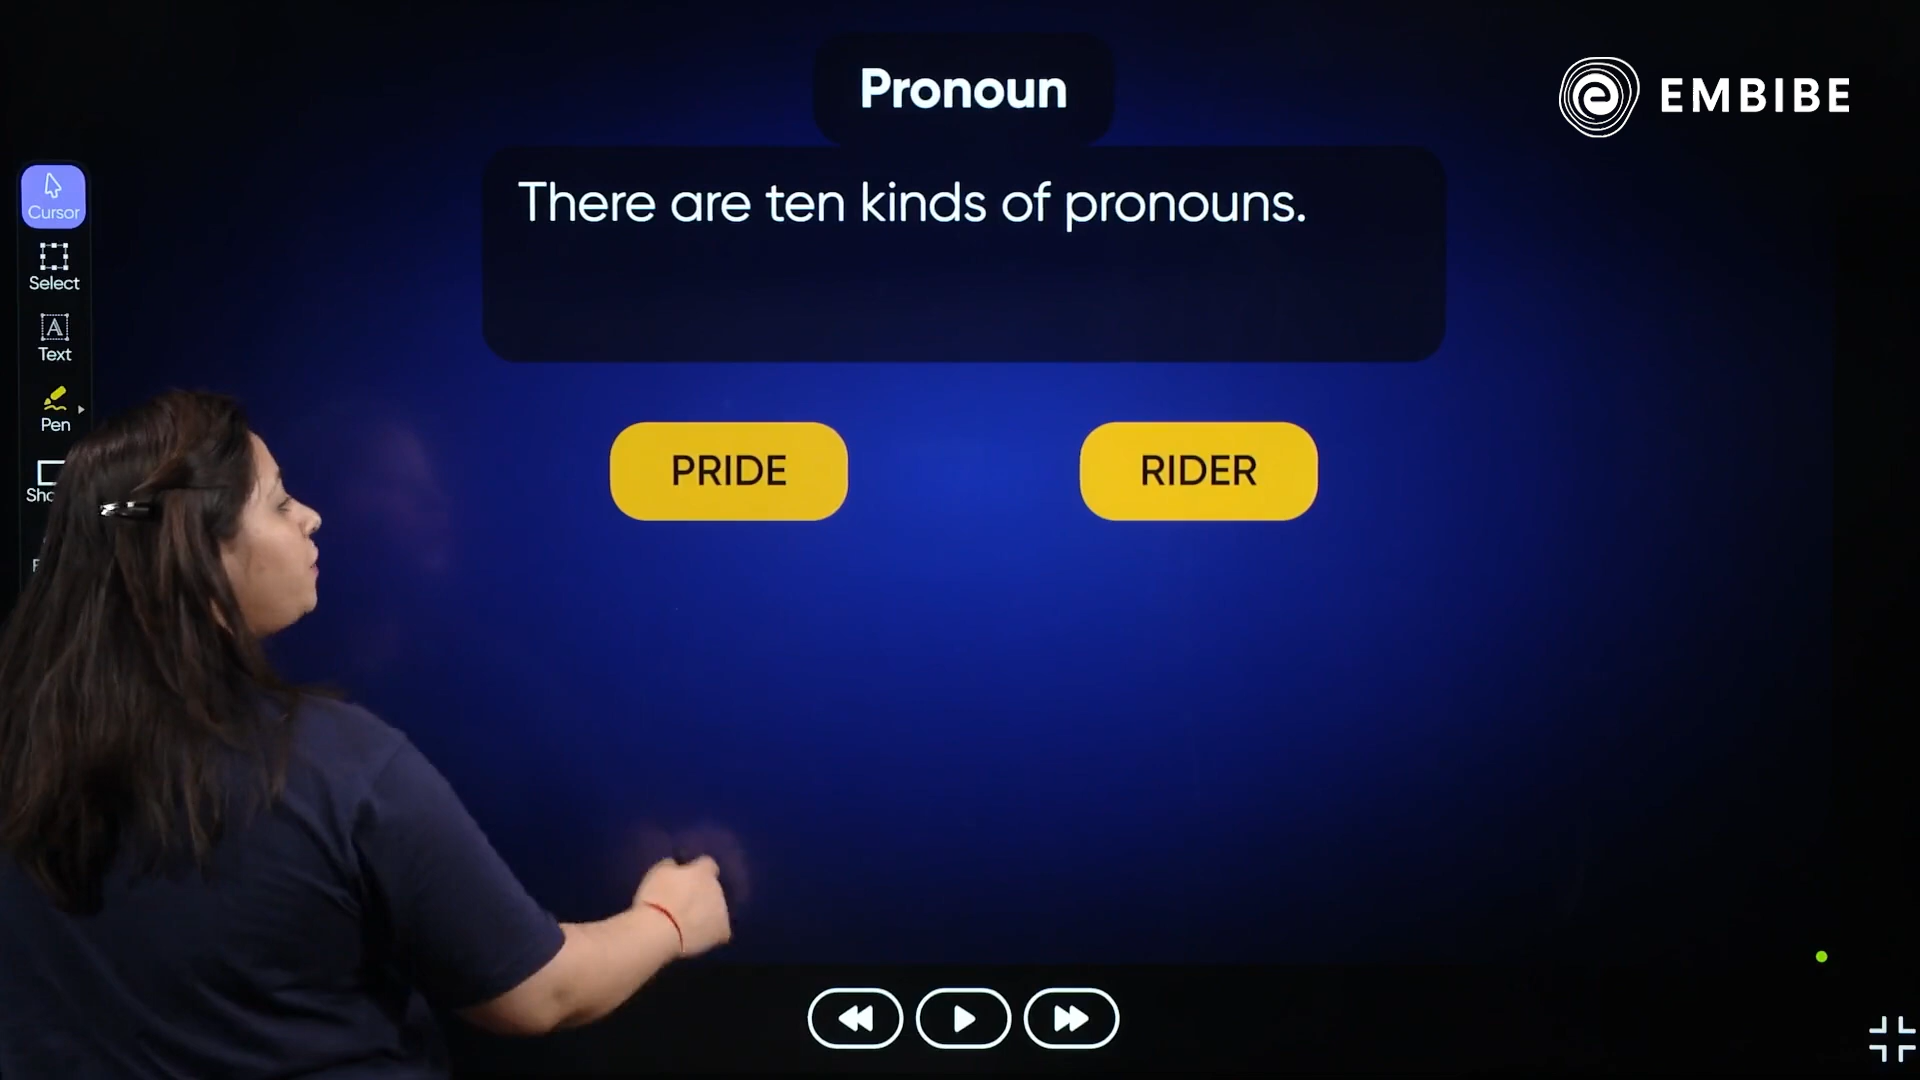 Pronoun
EMBIBE
There are ten kinds of pronouns.
Cursor
Select
Text
Pen
PRIDE
RIDER